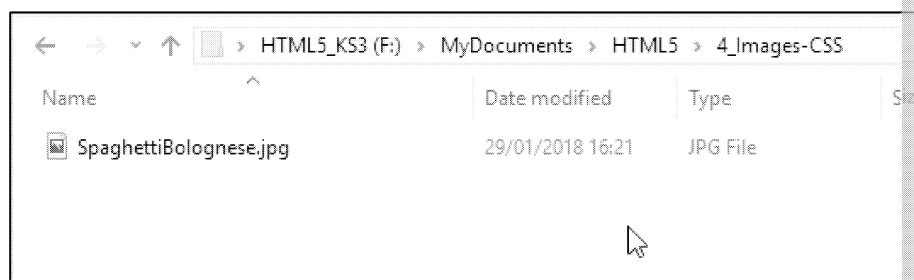 HTML5_KS3 (F:) > MyDocuments > HTML5 > 4_Images-CSS
Name Date modified Type
SpaghettiBolognese.jpg 29/01/2018 16:21 JPG File